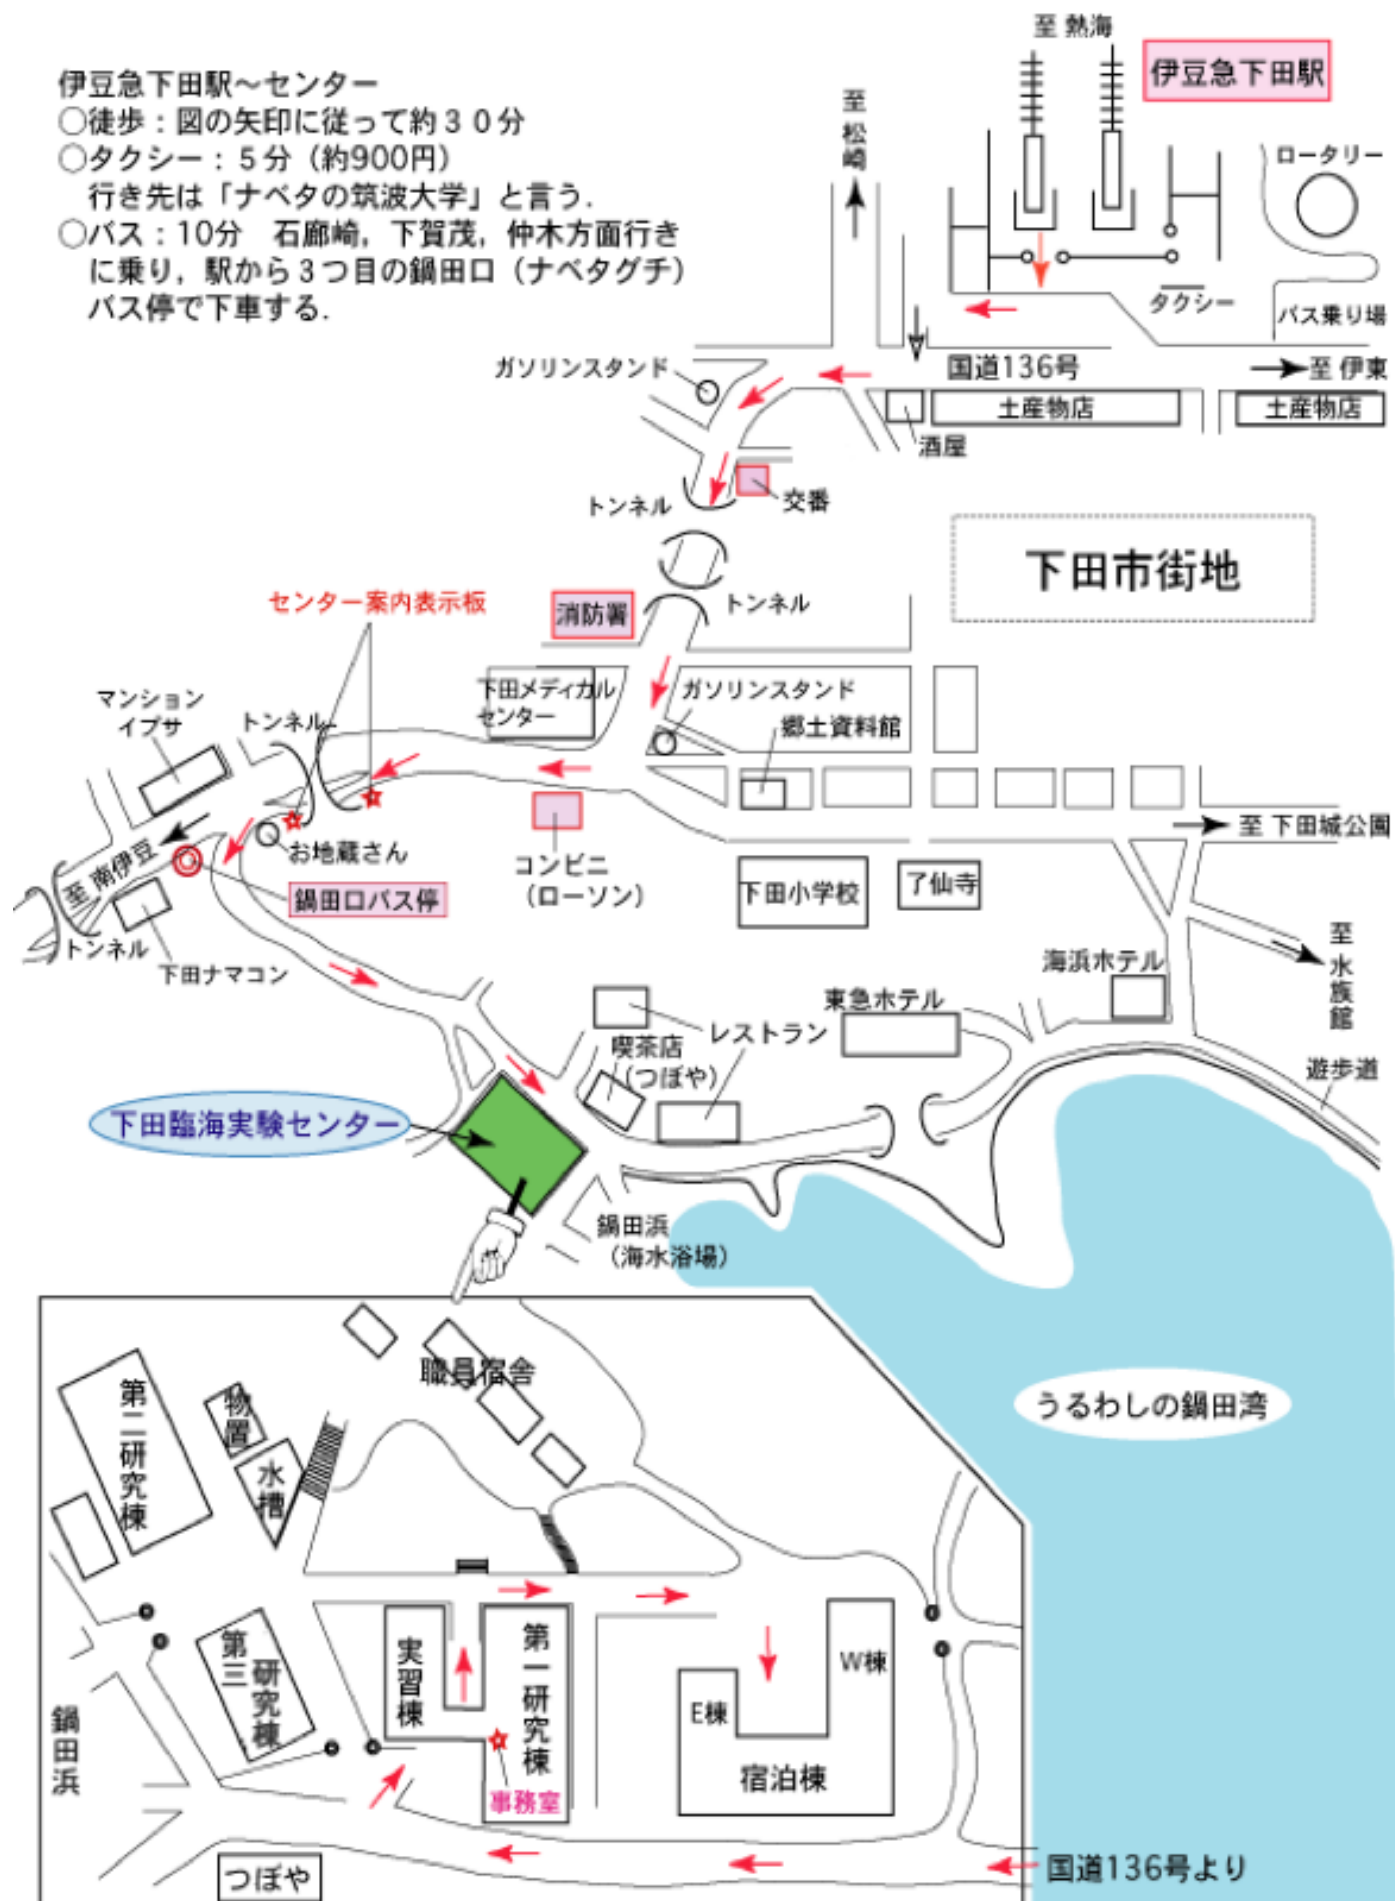 至 熱海
伊豆急下田駅
伊豆急下田駅～センター
○徒歩：図の矢印に従って約３０分
○タクシー：５分（約900円）
行き先は「ナベタの筑波大学」と言う．
○バス：10分　石廊崎，下賀茂，仲木方面行き
に乗り，駅から３つ目の鍋田口（ナベタグチ）
バス停で下車する．
至 松崎
ロータリー
タクシー
バス乗り場
ガソリンスタンド
国道136号
至 伊東
土産物店
土産物店
酒屋
トンネル
交番
下田市街地
センター案内表示板
消防署
トンネル
マンション
イプサ
トンネル
下田メディカル
センター
ガソリンスタンド
郷土資料館
至 南伊豆
お地蔵さん
コンビニ
（ローソン）
至 下田城公園
鍋田口バス停
下田小学校
了仙寺
トンネル
下田ナマコン
海浜ホテル
至 水族館
東急ホテル
レストラン
喫茶店
（つぼや）
遊歩道
下田臨海実験センター
鍋田浜
（海水浴場）
うるわしの鍋田湾
職員宿舎
第二研究棟
物置
水槽
第三研究棟
実習棟
第一研究棟
W棟
E棟
宿泊棟
鍋田浜
事務室
つぼや
国道136号より